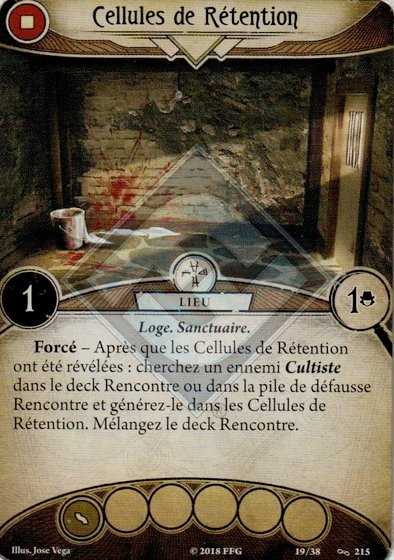 Cellules de Rétention
1
LIEU
1
Loge. Sanctuaire.
Forcé – Après que les Cellules de Rétention
ont été révélées : cherchez un ennemi Cultiste
dans le deck Rencontre ou dans la pile de défausse
Rencontre et générez-le dans les Cellules de
Rétention. Mélangez le deck Rencontre.
Illus. Jose Vega
© 2018 FFG
19/38
215